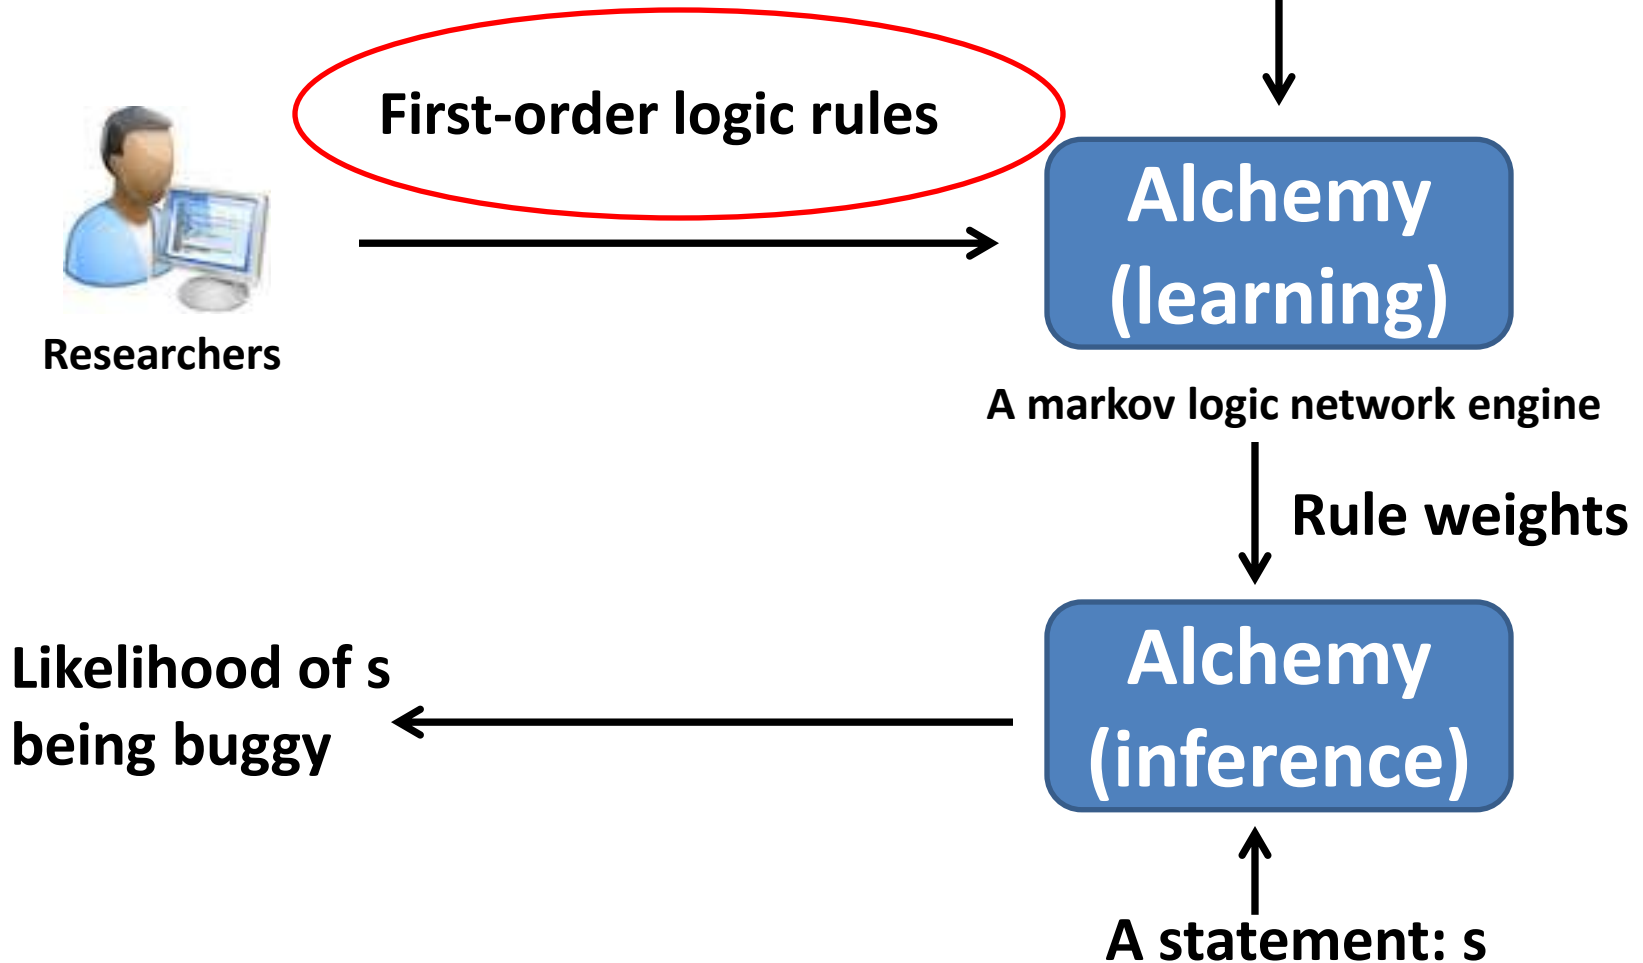 First-order logic rules
Alchemy
(learning)
Researchers
A markov logic network engine
Rule weights
Likelihood of s
being buggy
Alchemy
(inference)
A statement: s